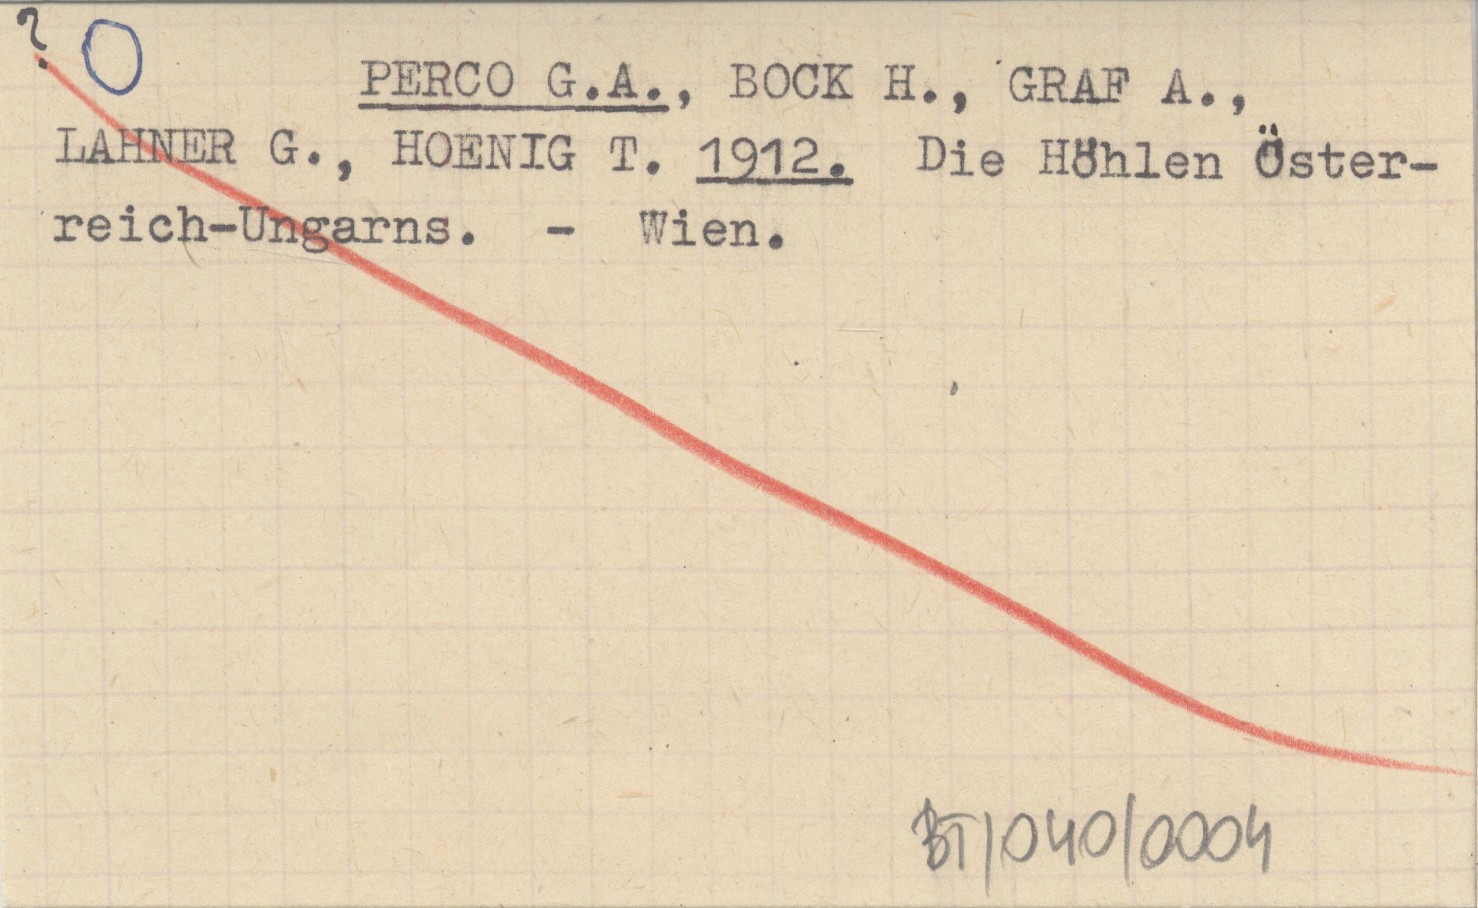 ? O
PERCO G.A., BOCK H., GRAF A.,
LAHNER G., HOENIG T. 1912. Die Höhlen Öster-
reich-Ungarns. - Wien.
BT/040/0004